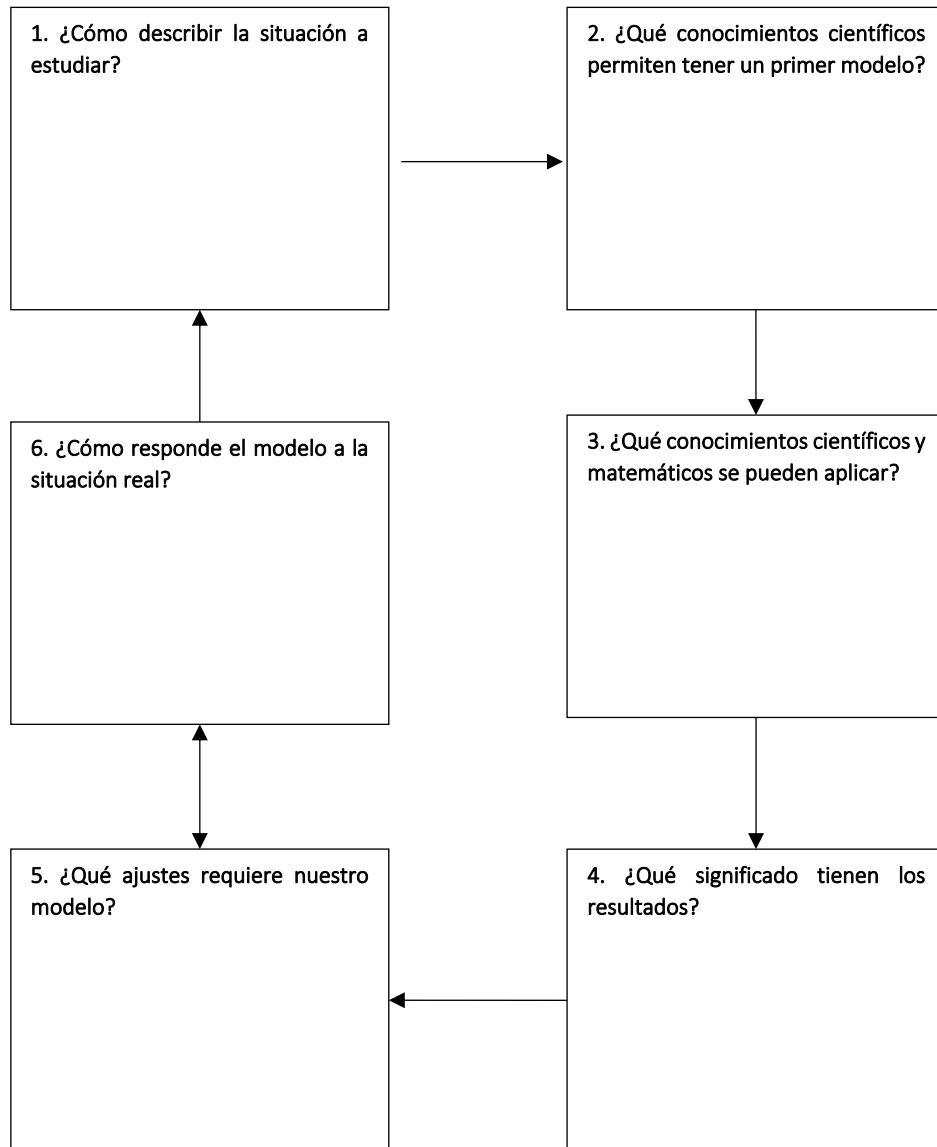 1. ¿Cómo describir la situación a
estudiar?
2. ¿Qué conocimientos científicos
permiten tener un primer modelo?
3. ¿Qué conocimientos científicos y
matemáticos se pueden aplicar?
4. ¿Qué significado tienen los
resultados?
5. ¿Qué ajustes requiere nuestro
modelo?
6. ¿Cómo responde el modelo a la
situación real?